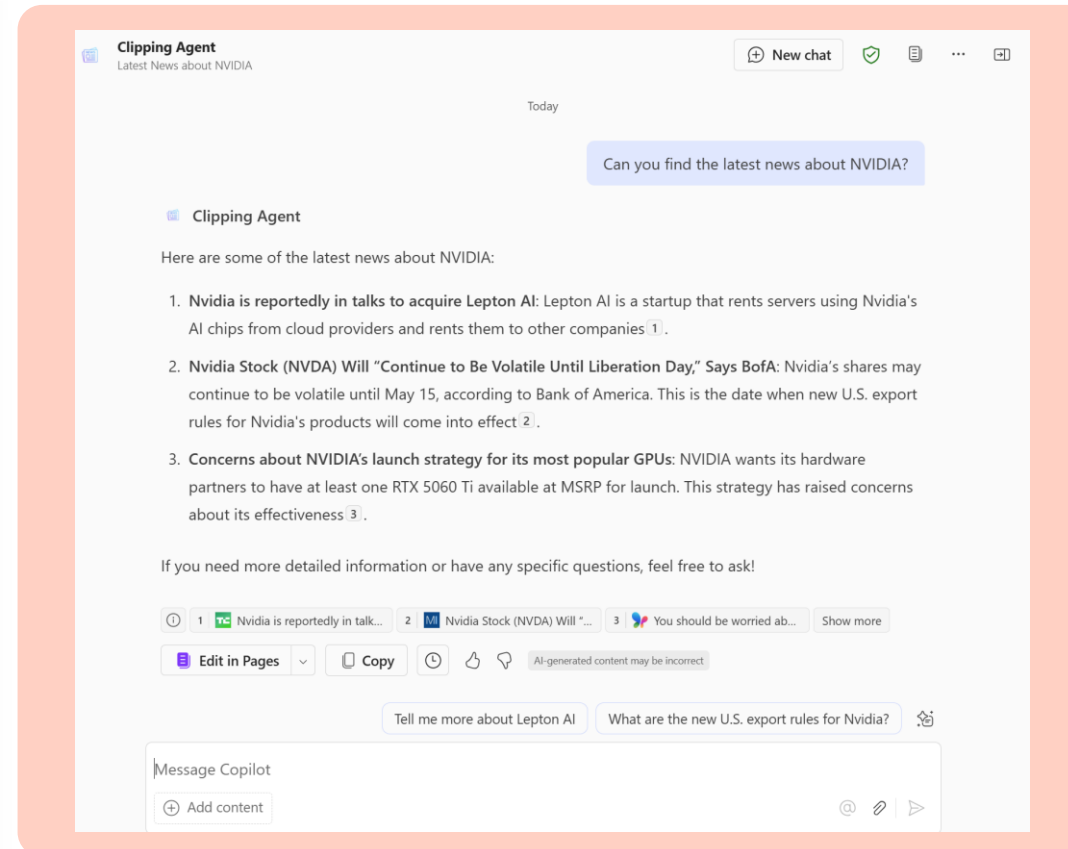 Clipping Agent
Latest News about NVIDIA
New chat
Today
Can you find the latest news about NVIDIA?
Clipping Agent
Here are some of the latest news about NVIDIA:
1. Nvidia is reportedly in talks to acquire Lepton AI: Lepton AI is a startup that rents servers using Nvidia's
AI chips from cloud providers and rents them to other companies 1 .
2. Nvidia Stock (NVDA) Will “Continue to Be Volatile Until Liberation Day,” Says BofA: Nvidia’s shares may
continue to be volatile until May 15, according to Bank of America. This is the date when new U.S. export
rules for Nvidia's products will come into effect 2 .
3. Concerns about NVIDIA’s launch strategy for its most popular GPUs: NVIDIA wants its hardware
partners to have at least one RTX 5060 Ti available at MSRP for launch. This strategy has raised concerns
about its effectiveness 3 .
If you need more detailed information or have any specific questions, feel free to ask!
1 TC Nvidia is reportedly in talk... 2 MI Nvidia Stock (NVDA) Will “... 3 You should be worried ab... Show more
Edit in Pages Copy AI-generated content may be incorrect
Tell me more about Lepton AI What are the new U.S. export rules for Nvidia?
Message Copilot
Add content @